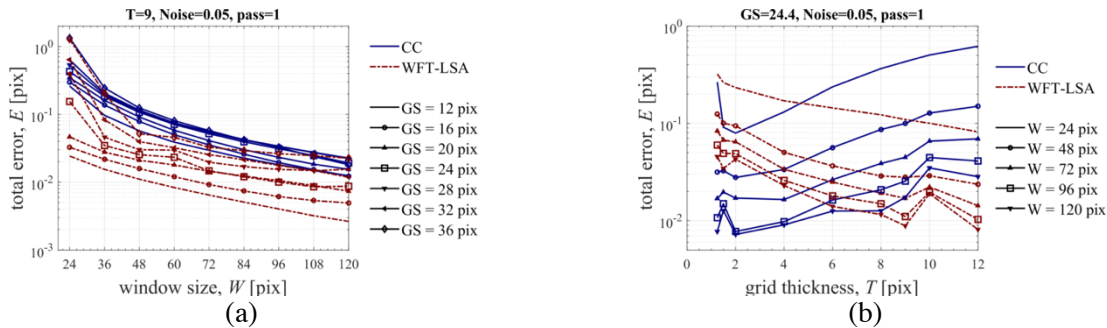 T=9, Noise=0.05, pass=1
total error, E [pix]
10^0
10^-1
10^-2
10^-3
24 36 48 60 72 84 96 108 120
window size, W [pix]
CC
WFT-LSA
GS = 12 pix
GS = 16 pix
GS = 20 pix
GS = 24 pix
GS = 28 pix
GS = 32 pix
GS = 36 pix
(a)
GS=24.4, Noise=0.05, pass=1
total error, E [pix]
10^0
10^-1
10^-2
0 2 4 6 8 10 12
grid thickness, T [pix]
CC
WFT-LSA
W = 24 pix
W = 48 pix
W = 72 pix
W = 96 pix
W = 120 pix
(b)